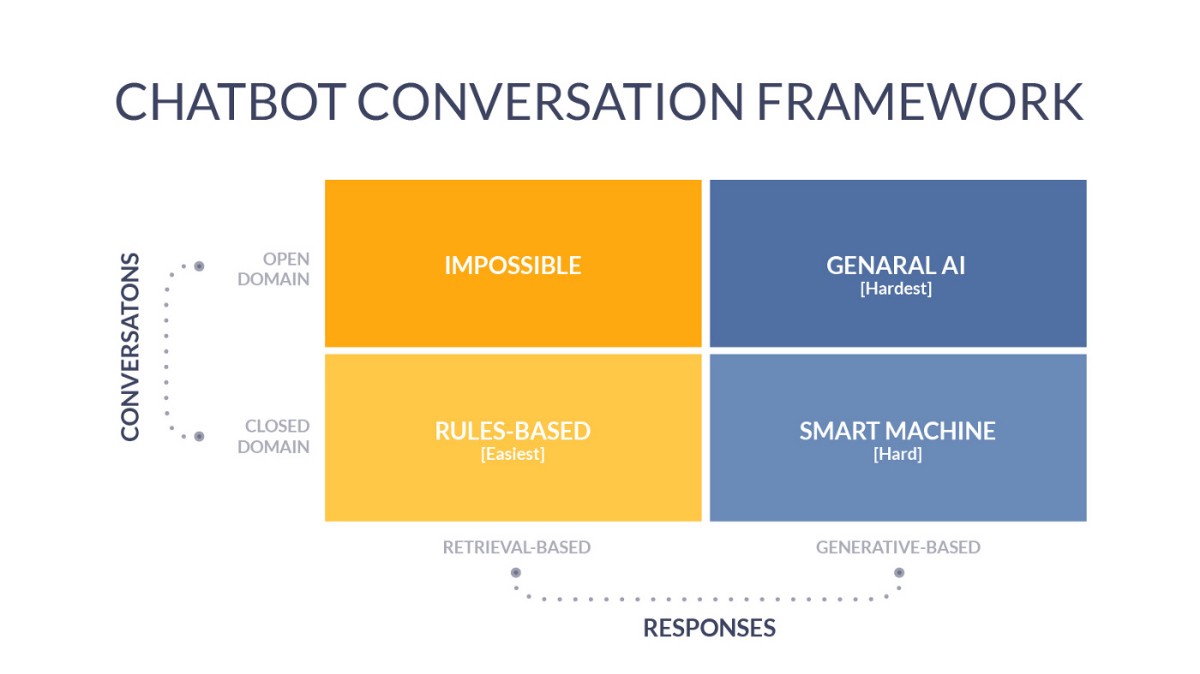 CHATBOT CONVERSATION FRAMEWORK
CONVERSATONS
OPEN
DOMAIN
IMPOSSIBLE
GENARAL AI
[Hardest]
CLOSED
DOMAIN
RULES-BASED
[Easiest]
SMART MACHINE
[Hard]
RETRIEVAL-BASED
GENERATIVE-BASED
RESPONSES